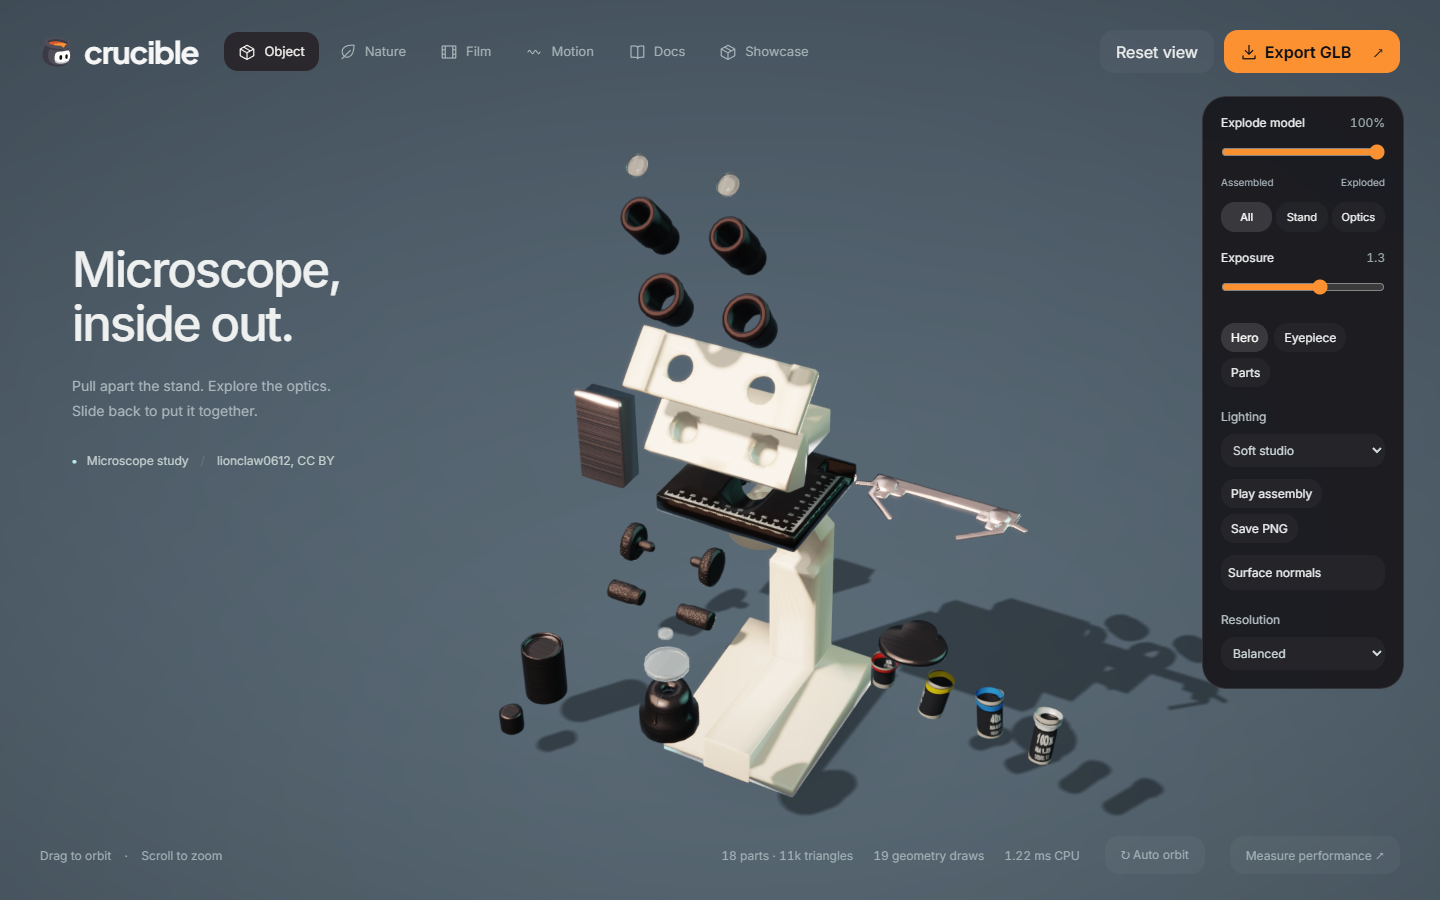 crucible
Object
Nature
Film
Motion
Docs
Showcase
Reset view
Export GLB ↗
Explode model 100%
Assembled Exploded
All Stand Optics
Exposure 1.3
Hero Eyepiece
Parts
Lighting
Soft studio
Play assembly
Save PNG
Surface normals
Resolution
Balanced
Microscope,
inside out.
Pull apart the stand. Explore the optics.
Slide back to put it together.
• Microscope study / lionclaw0612, CC BY
40x
100x
Drag to orbit · Scroll to zoom
18 parts · 11k triangles
19 geometry draws
1.22 ms CPU
↻ Auto orbit
Measure performance ↗